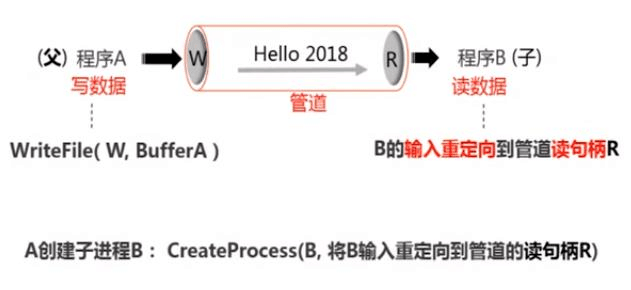 (父) 程序A W Hello 2018 R 程序B (子)
写数据 管道 读数据
WriteFile( W, BufferA ) B的输入重定向到管道读句柄R
A创建子进程B： CreateProcess(B, 将B输入重定向到管道的读句柄R)